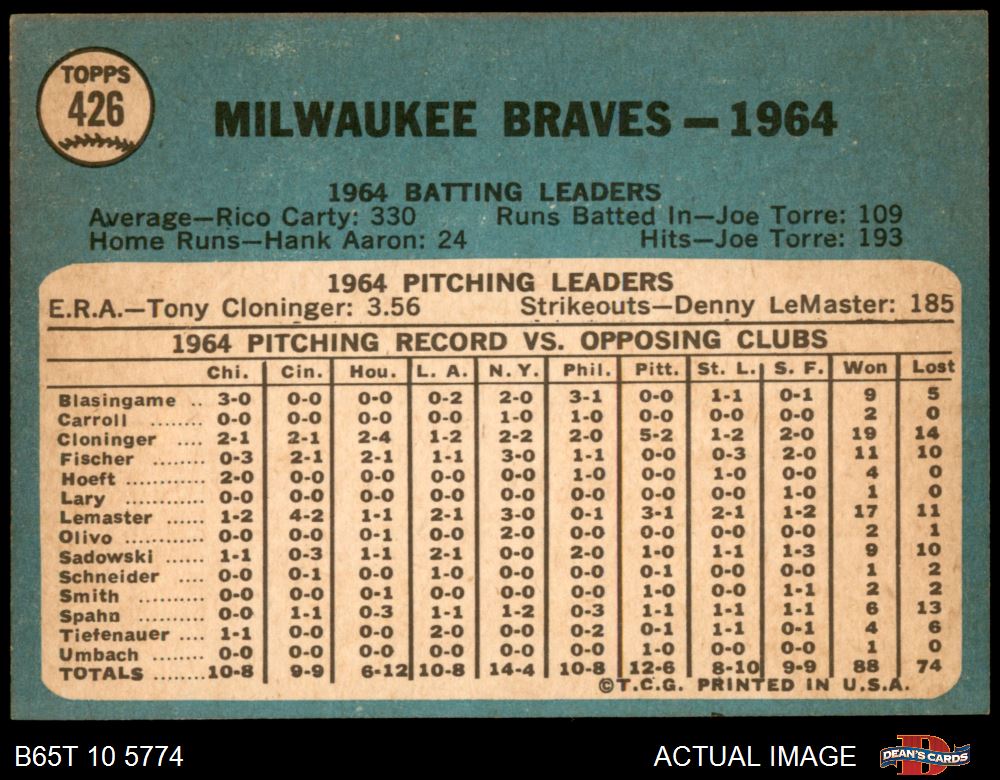 TOPPS
426
MILWAUKEE BRAVES — 1964
1964 BATTING LEADERS
Average—Rico Carty: 330 Runs Batted In—Joe Torre: 109
Home Runs—Hank Aaron: 24 Hits—Joe Torre: 193
1964 PITCHING LEADERS
E.R.A.—Tony Cloninger: 3.56 Strikeouts—Denny LeMaster: 185
1964 PITCHING RECORD VS. OPPOSING CLUBS
Chi. Cin. Hou. L. A. N. Y. Phil. Pitt. St. L. S. F. Won Lost
Blasingame .. 3-0 0-0 0-0 0-2 2-0 3-1 0-0 1-1 0-1 9 5
Carroll ........ 0-0 0-0 0-0 0-0 1-0 1-0 0-0 0-0 0-0 2 0
Cloninger .... 2-1 2-1 2-4 1-2 2-2 2-0 5-2 1-2 2-0 19 14
Fischer ........ 0-3 2-1 2-1 1-1 3-0 1-1 0-0 0-3 2-0 11 10
Hoeft ............ 2-0 0-0 0-0 0-0 0-0 1-0 0-0 1-0 0-0 4 0
Lary ............ 0-0 0-0 0-0 0-0 0-0 0-0 0-0 0-0 1-0 1 0
Lemaster ...... 1-2 4-2 1-1 2-1 3-0 0-1 3-1 2-1 1-2 17 11
Olivo ............ 0-0 0-0 0-1 0-0 2-0 0-0 0-0 0-0 0-0 2 1
Sadowski ...... 1-1 0-3 1-1 2-1 0-0 2-0 1-0 1-1 1-3 9 10
Schneider .... 0-0 0-1 0-0 1-0 0-0 0-0 0-1 0-0 0-0 1 2
Smith .......... 0-0 0-0 0-1 0-0 0-0 0-0 1-0 0-0 1-1 2 2
Spahn .......... 0-0 1-1 0-3 1-1 1-2 0-3 1-1 1-1 1-1 6 13
Tiefenauer .... 1-1 0-0 0-0 2-0 0-0 0-2 0-1 1-1 0-1 4 6
Umbach ........ 0-0 0-0 0-0 0-0 0-0 0-0 1-0 0-0 0-0 1 0
TOTALS ........ 10-8 9-9 6-12 10-8 14-4 10-8 12-6 8-10 9-9 88 74
©T.C.G. PRINTED IN U.S.A.
B65T 10 5774 ACTUAL IMAGE DEAN'S CARDS